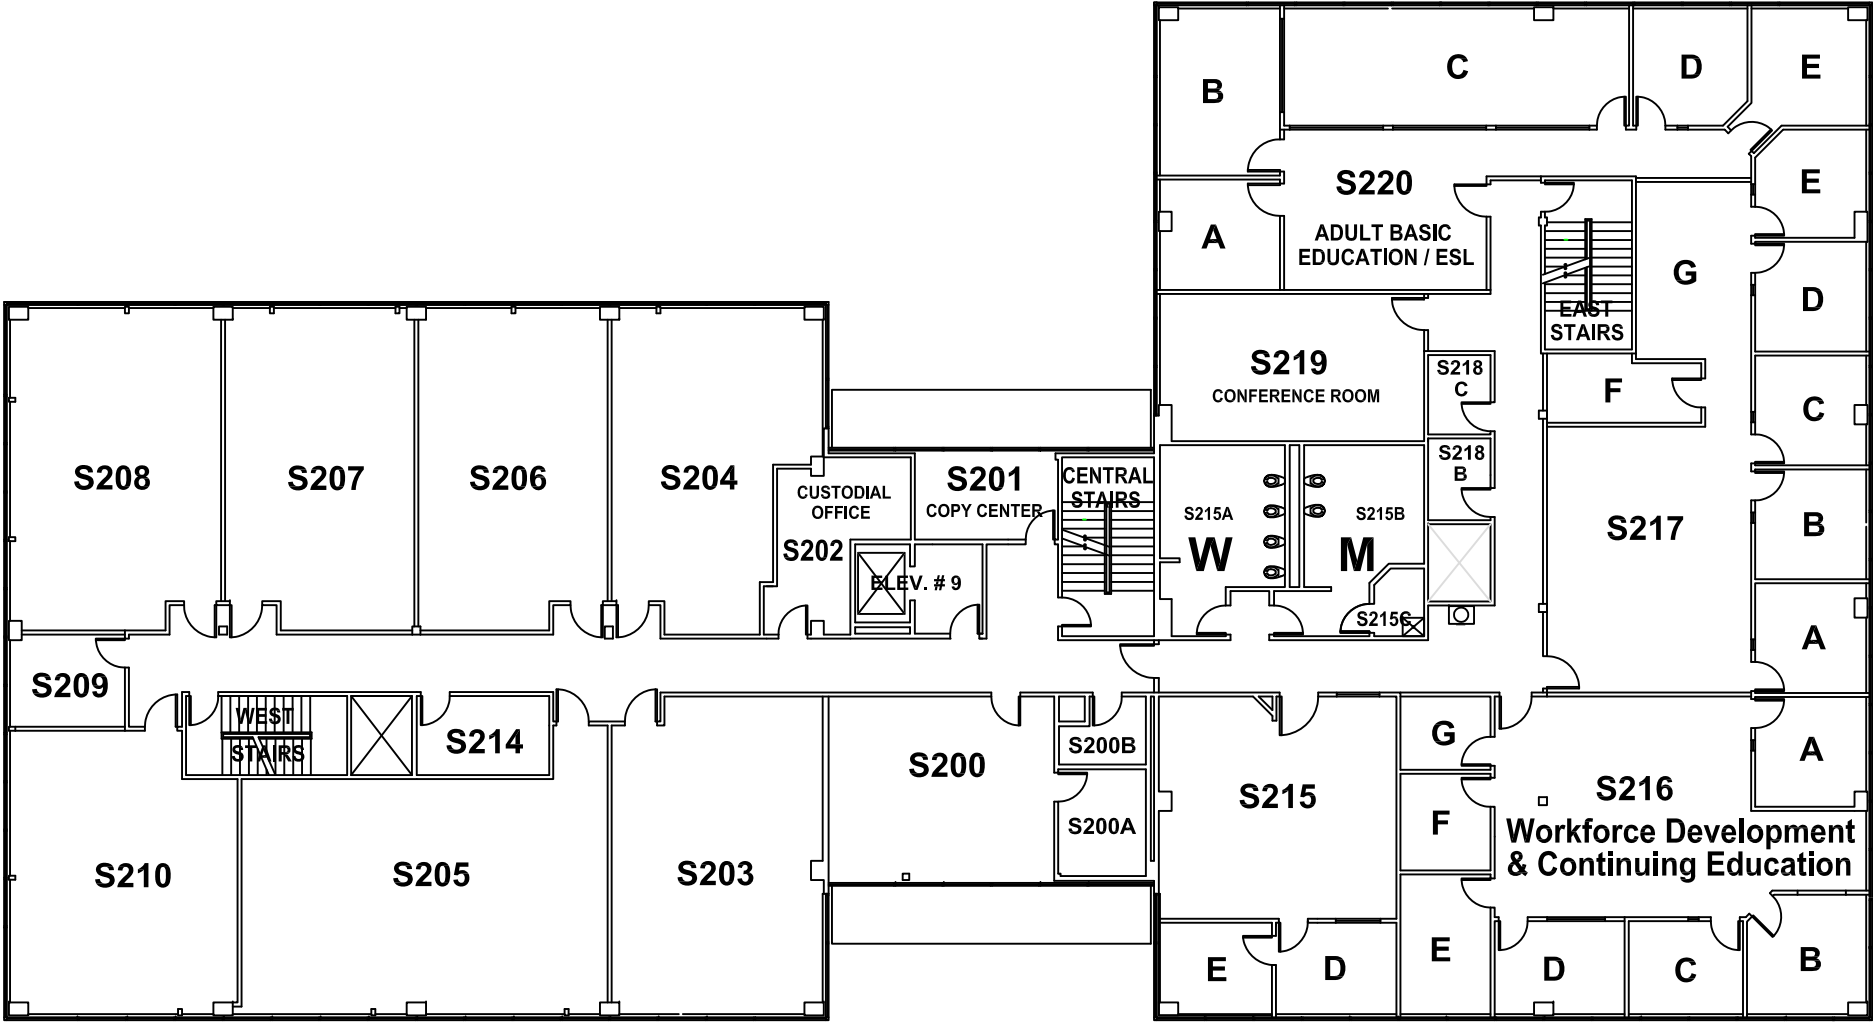 B
C
D
E
E
S220
ADULT BASIC
EDUCATION / ESL
A
G
D
EAST
STAIRS
S219
CONFERENCE ROOM
S218
C
F
C
S208
S207
S206
S204
CUSTODIAL
OFFICE
S202
S201
COPY CENTER
CENTRAL
STAIRS
S218
B
S215A
W
S215B
M
S217
B
ELEV. # 9
S215C
A
S209
WEST
STAIRS
S214
S200
S200B
S200A
S215
G
F
E
S216
Workforce Development
& Continuing Education
A
S210
S205
S203
E
D
D
C
B